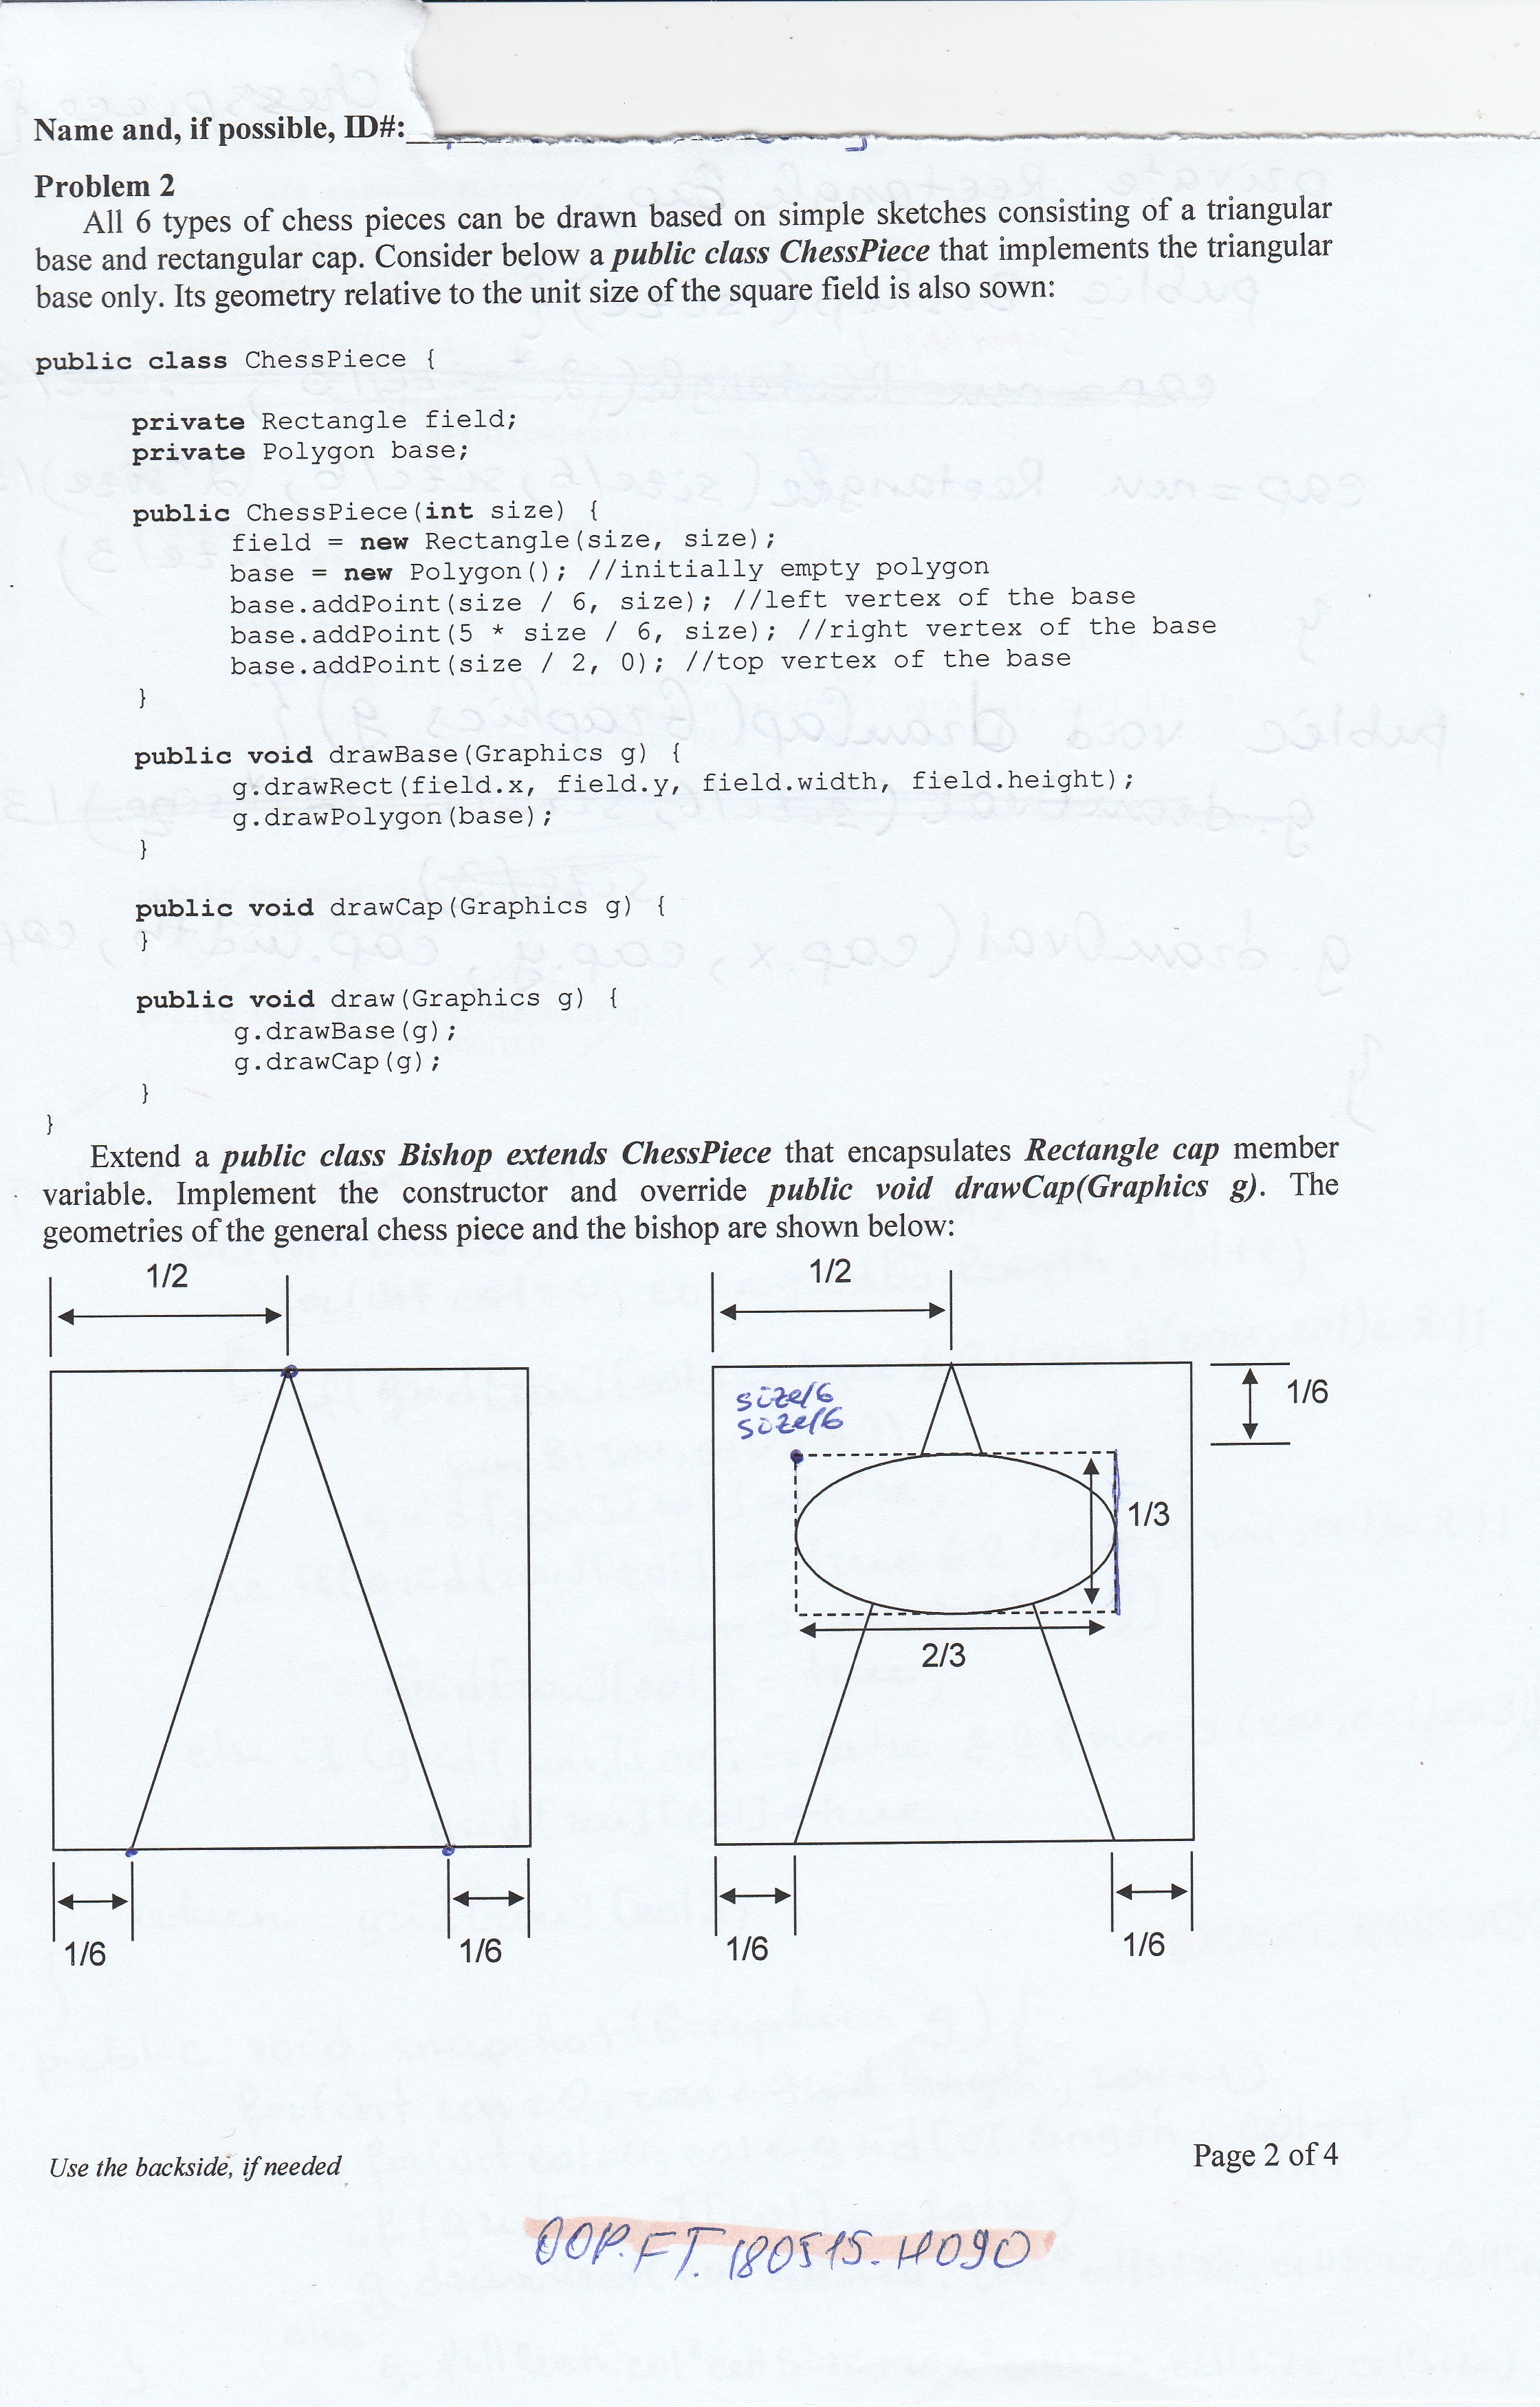 Name and, if possible, ID#:
Problem 2
All 6 types of chess pieces can be drawn based on simple sketches consisting of a triangular
base and rectangular cap. Consider below a public class ChessPiece that implements the triangular
base only. Its geometry relative to the unit size of the square field is also sown:
public class ChessPiece {
private Rectangle field;
private Polygon base;
public ChessPiece(int size) {
field = new Rectangle(size, size);
base = new Polygon(); //initially empty polygon
base.addPoint(size / 6, size); //left vertex of the base
base.addPoint(5 * size / 6, size); //right vertex of the base
base.addPoint(size / 2, 0); //top vertex of the base
}
public void drawBase(Graphics g) {
g.drawRect(field.x, field.y, field.width, field.height);
g.drawPolygon(base);
}
public void drawCap(Graphics g) {
}
public void draw(Graphics g) {
g.drawBase(g);
g.drawCap(g);
}
}
Extend a public class Bishop extends ChessPiece that encapsulates Rectangle cap member
variable. Implement the constructor and override public void drawCap(Graphics g). The
geometries of the general chess piece and the bishop are shown below:
1/2
1/2
size/6
size/6
1/6
1/3
2/3
1/6
1/6
1/6
1/6
Use the backside, if needed
Page 2 of 4
OOP.FT.180515.H090